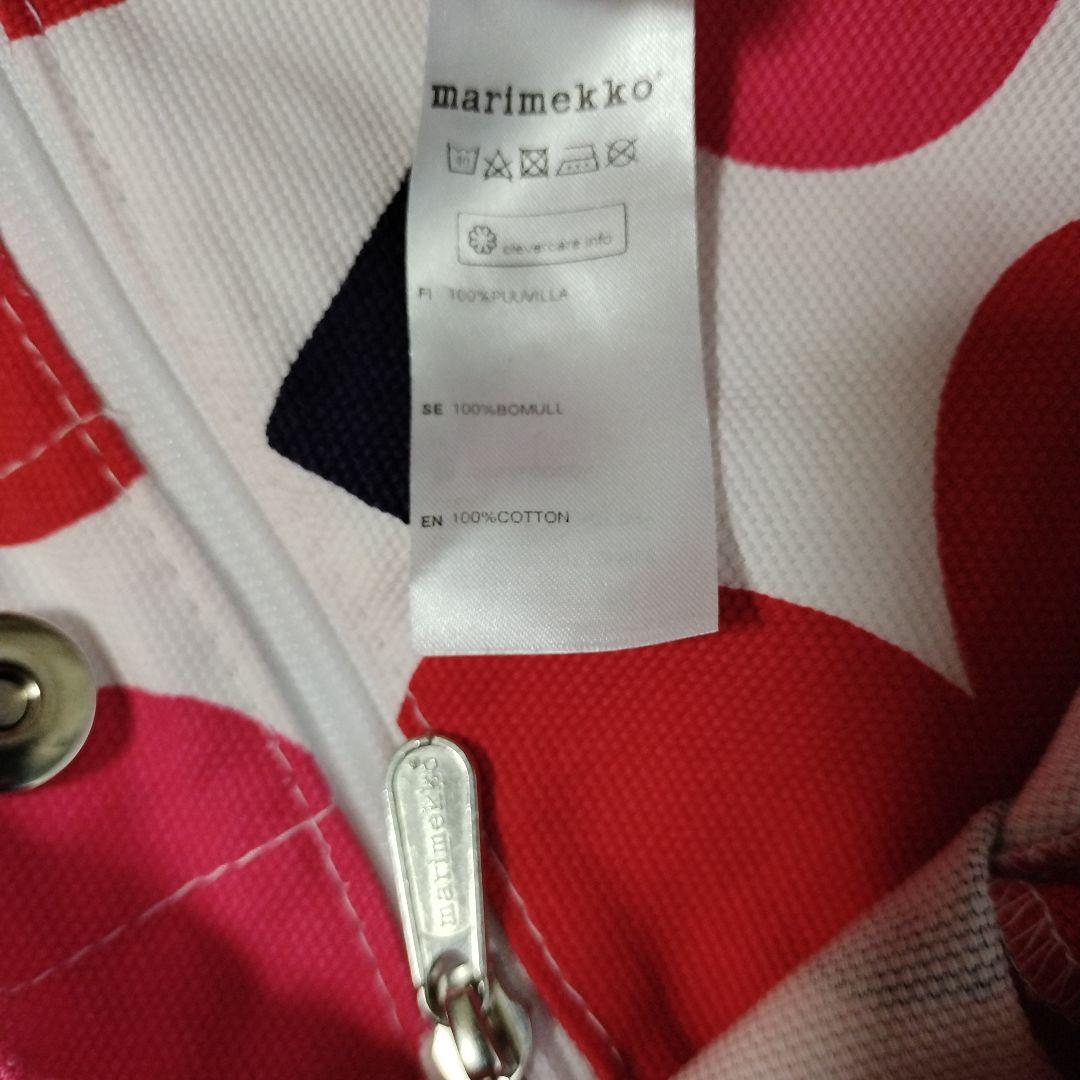 marimekko
clevercare.info
FI 100%PUUVILLA
SE 100%BOMULL
EN 100%COTTON
marimekko